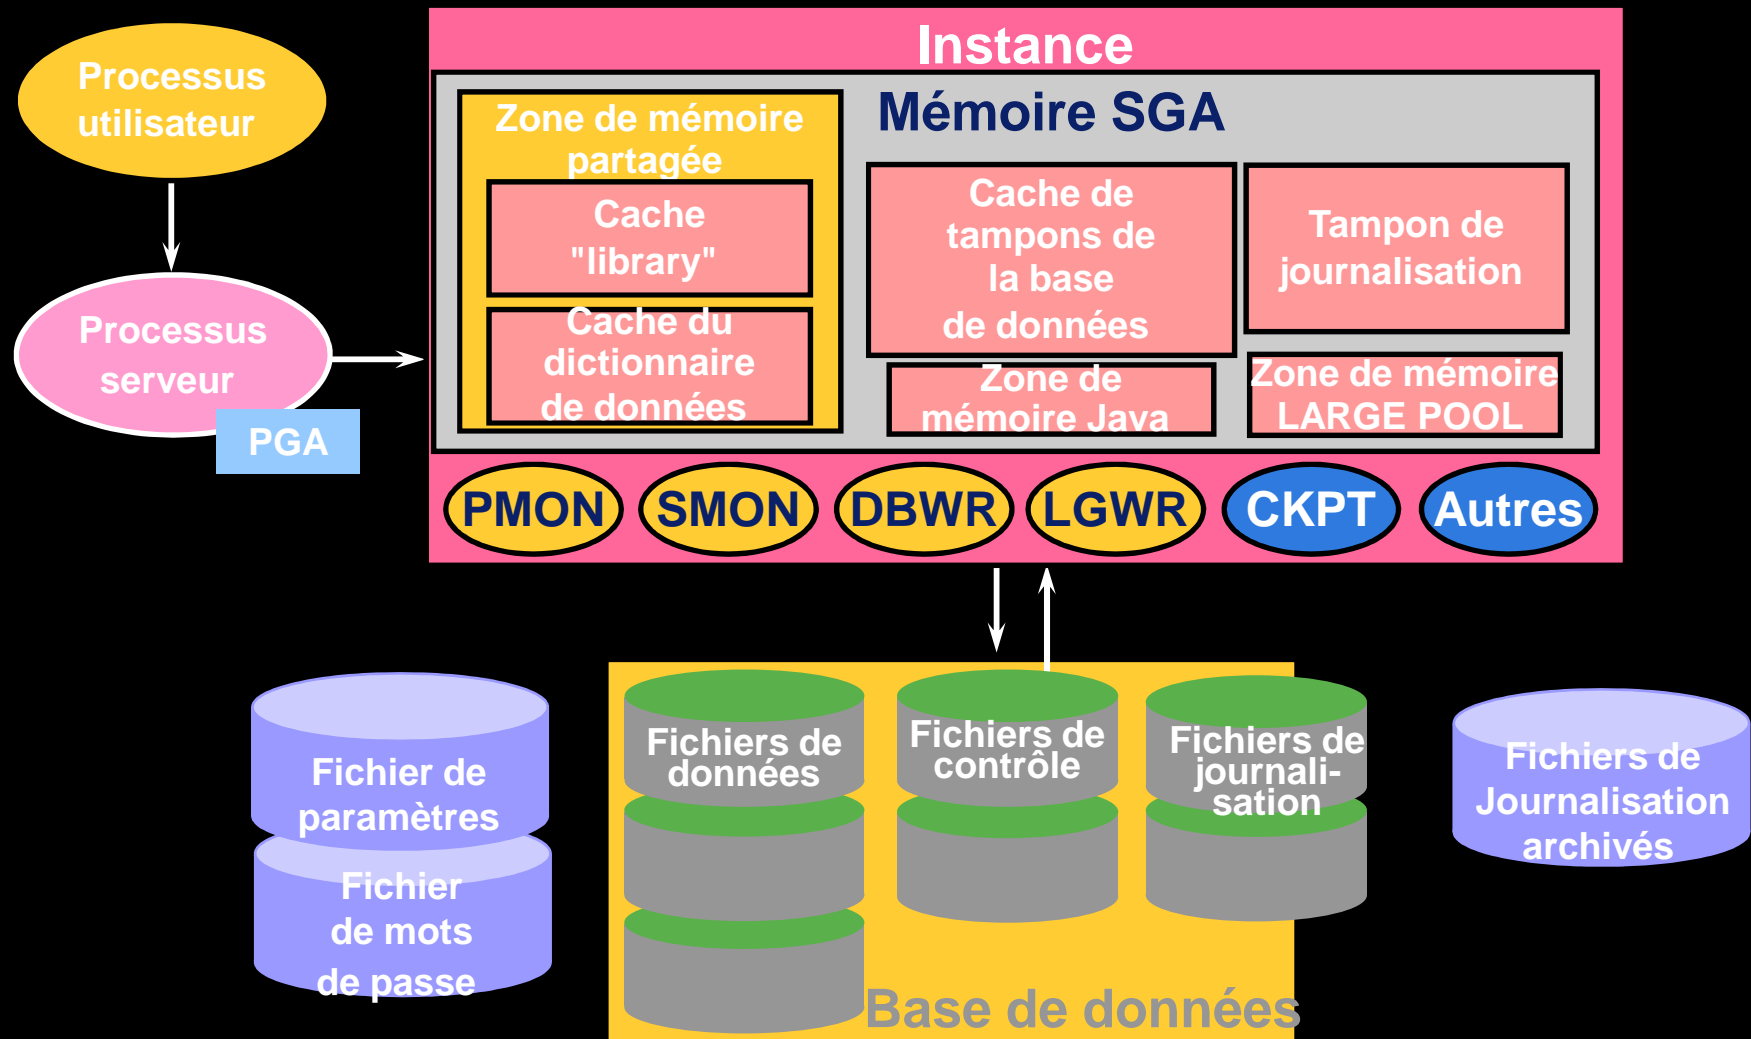 Instance
Processus
utilisateur
Mémoire SGA
Zone de mémoire
partagée
Cache
"library"
Cache du
dictionnaire
de données
Cache de
tampons de
la base
de données
Tampon de
journalisation
Zone de
mémoire Java
Zone de mémoire
LARGE POOL
Processus
serveur
PGA
PMON
SMON
DBWR
LGWR
CKPT
Autres
Fichier de
paramètres
Fichier
de mots
de passe
Fichiers de
données
Fichiers de
contrôle
Fichiers de
journali-
sation
Fichiers de
Journalisation
archivés
Base de données